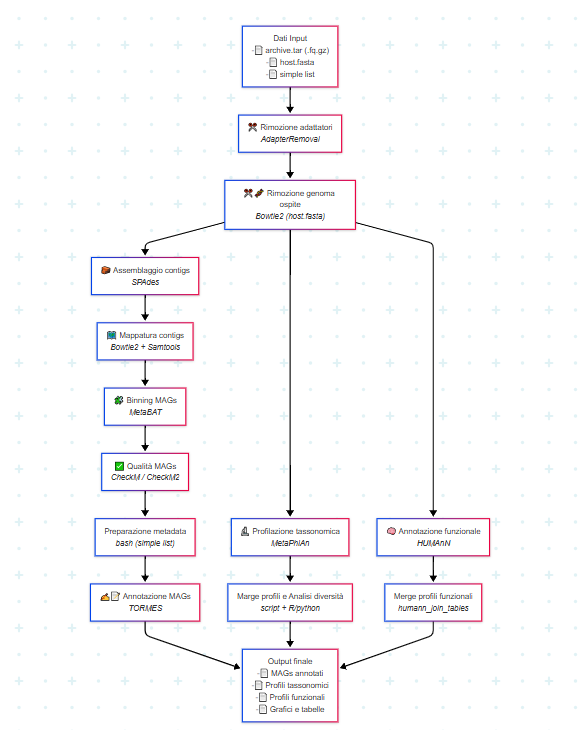 Dati Input
archive.tar (.fq.gz)
host.fasta
simple list
Rimozione adattatori
AdapterRemoval
Rimozione genoma
ospite
Bowtie2 (host.fasta)
Assemblaggio contigs
SPAdes
Mappatura contigs
Bowtie2 + Samtools
Binning MAGs
MetaBAT
Qualità MAGs
CheckM / CheckM2
Preparazione metadata
bash (simple list)
Annotazione MAGs
TORMES
Profilazione tassonomica
MetaPhlAn
Marge profili e Analisi diversità
script + R/python
Annotazione funzionale
HUMAnN
Merge profili funzionali
humann_join_tables
Output finale
MAGs annotati
Profili tassonomici
Profili funzionali
Grafici e tabelle